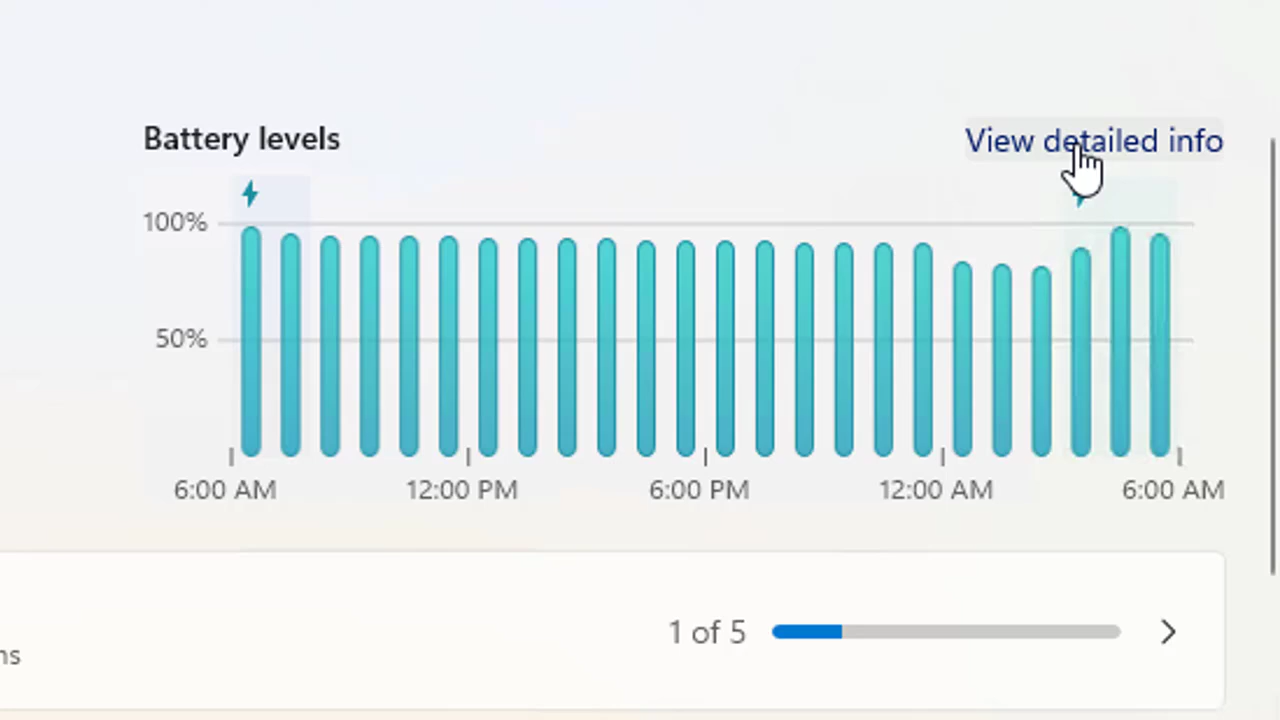 Battery levels View detailed info
100%
50%
6:00 AM 12:00 PM 6:00 PM 12:00 AM 6:00 AM
1 of 5
ns